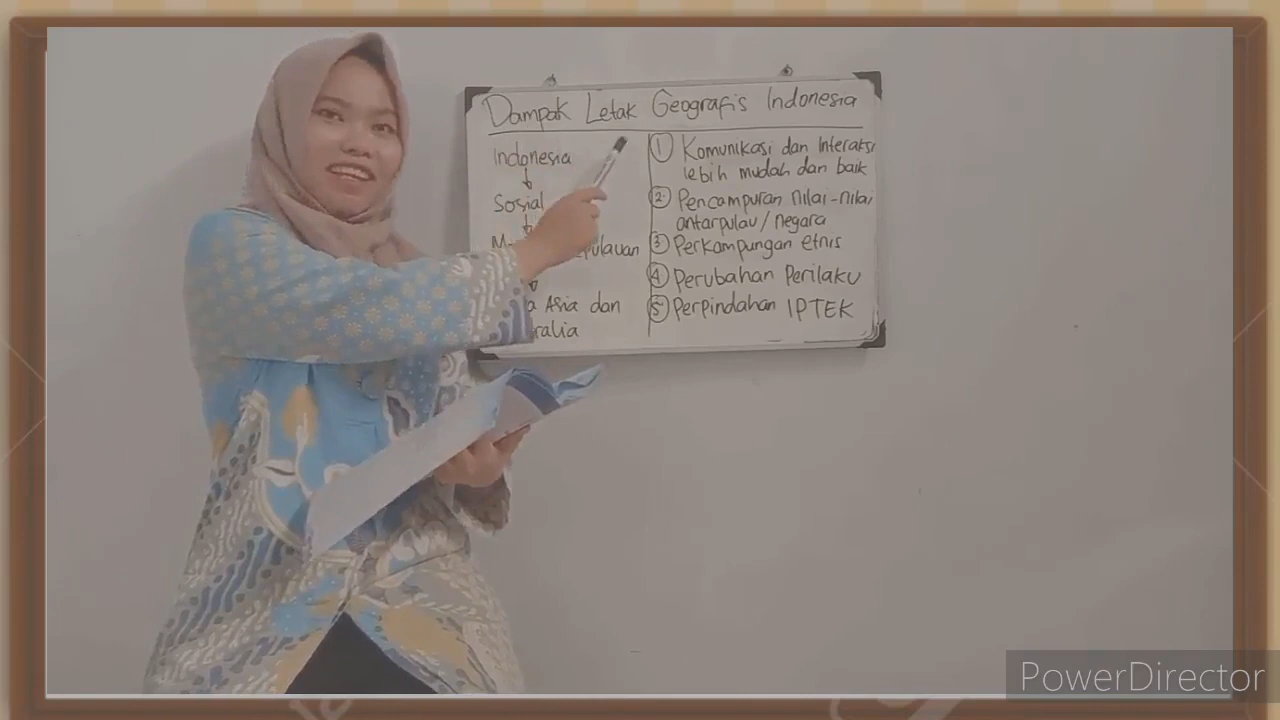 Dampak Letak Geografis Indonesia
Indonesia
Sosial
pulauan
Asia dan
ralia
1 Komunikasi dan Interaksi
lebih mudah dan baik
2. Pencampuran nilai-nilai
antarpulau/negara
3 Perkampungan etnis
4 Perubahan Perilaku
5 Perpindahan IPTEK
PowerDirector